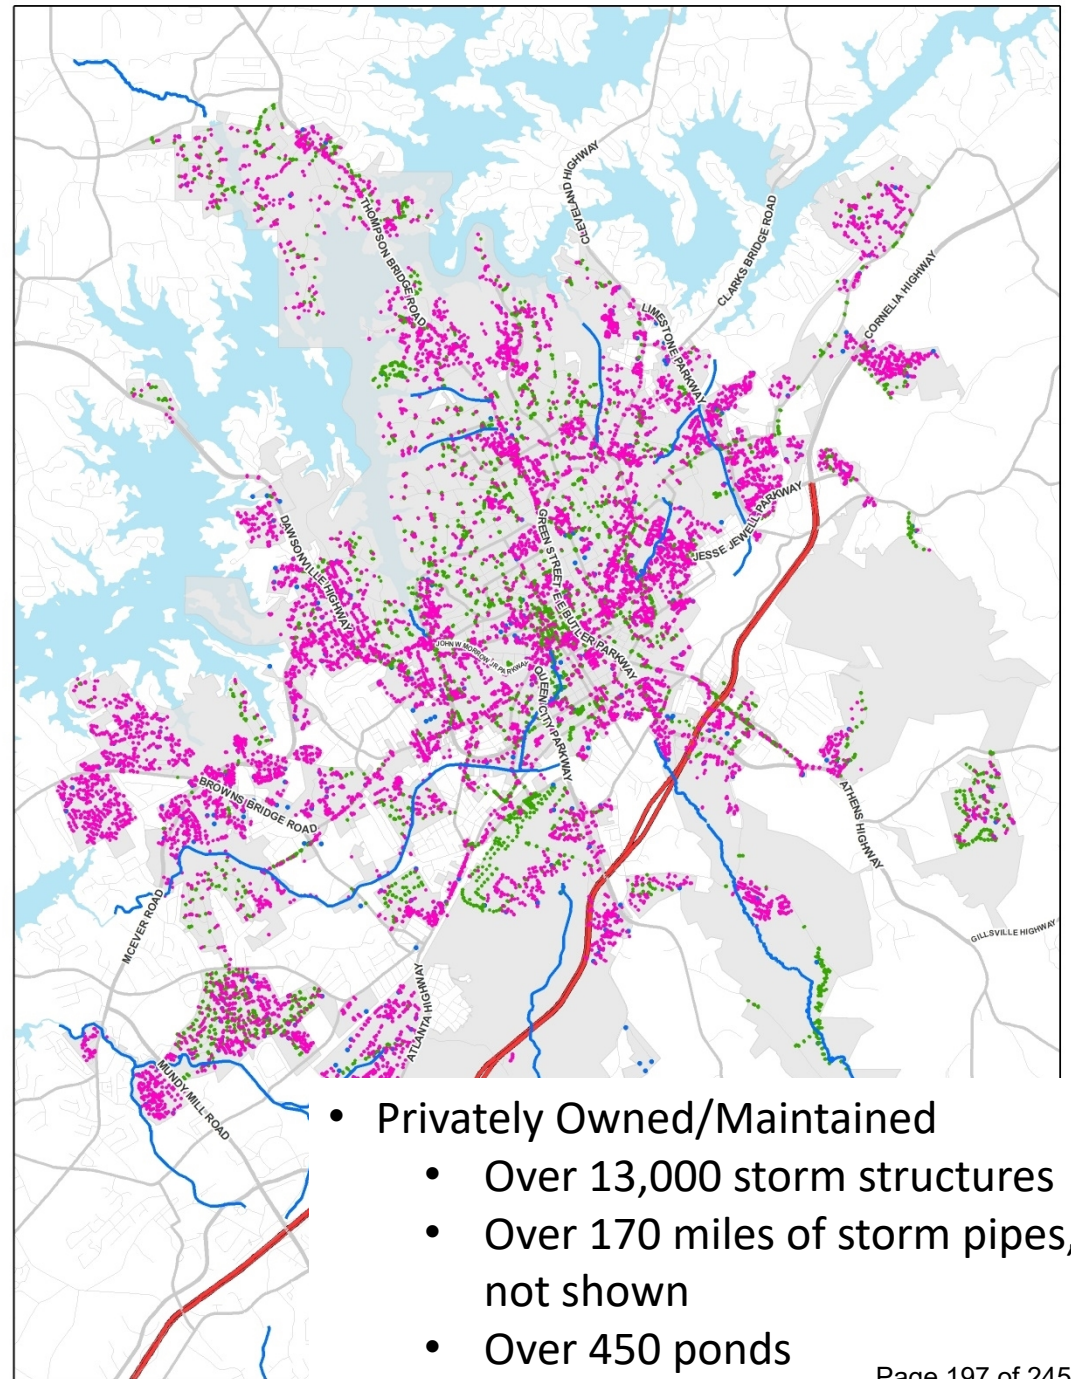 CLEVELAND HIGHWAY
THOMPSON BRIDGE ROAD
CLARKS BRIDGE ROAD
CORNELIA HIGHWAY
LIMESTONE PARKWAY
JESSE JEWELL PARKWAY
DAWSONVILLE HIGHWAY
GREEN STREET
E.E.BUTLER PARKWAY
JOHN W MORROW JR PARKWAY
QUEEN CITY PARKWAY
BROWNS BRIDGE ROAD
ATHENS HIGHWAY
MCEVER ROAD
GILLSVILLE HIGHWAY
ATLANTA HIGHWAY
MUNDY MILL ROAD
• Privately Owned/Maintained
• Over 13,000 storm structures
• Over 170 miles of storm pipes,
not shown
• Over 450 ponds
Page 197 of 245